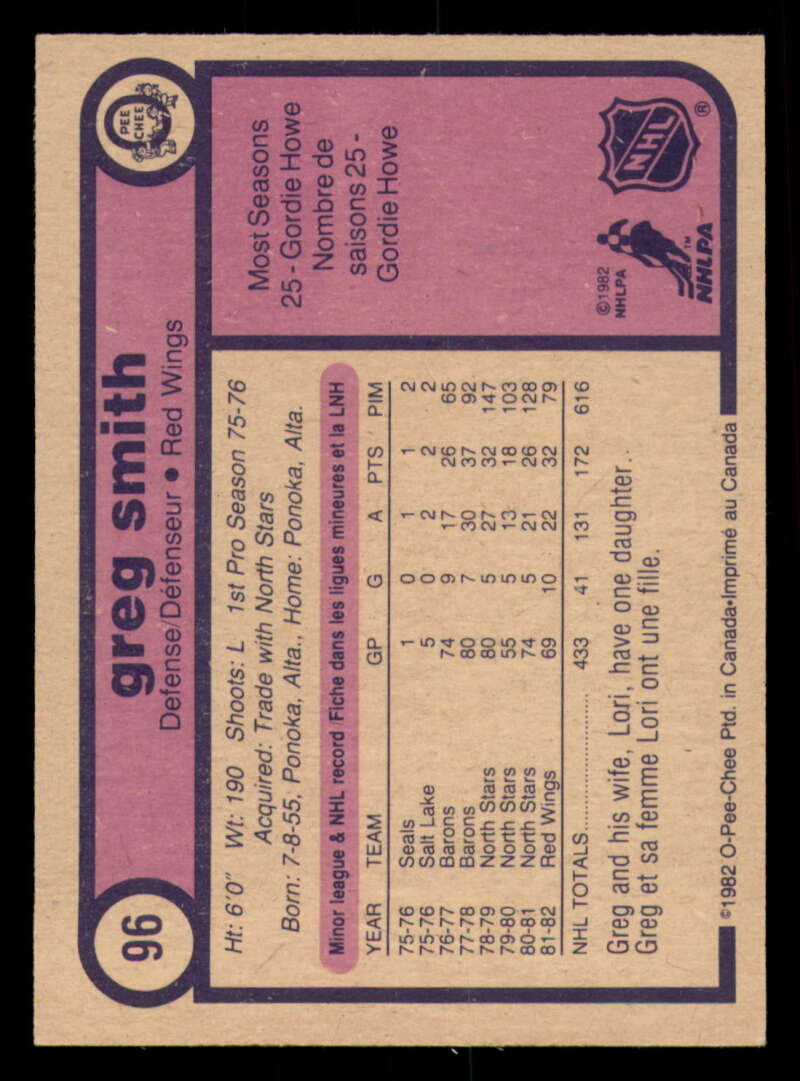 96
greg smith
Defense/Défenseur • Red Wings
O PEE CHEE
Ht: 6'0" Wt: 190 Shoots: L 1st Pro Season 75-76
Acquired: Trade with North Stars
Born: 7-8-55, Ponoka, Alta., Home: Ponoka, Alta.
Minor league & NHL record/Fiche dans les ligues mineures et la LNH
YEAR TEAM GP G A PTS PIM
75-76 Seals 1 0 1 1 2
75-76 Salt Lake 5 0 2 2 2
76-77 Barons 74 9 17 26 65
77-78 Barons 80 7 30 37 92
78-79 North Stars 80 5 27 32 147
79-80 North Stars 55 5 13 18 103
80-81 North Stars 74 5 21 26 128
81-82 Red Wings 69 10 22 32 79
NHL TOTALS.................... 433 41 131 172 616
Greg and his wife, Lori, have one daughter.
Greg et sa femme Lori ont une fille.
Most Seasons
25 - Gordie Howe
Nombre de
saisons 25 -
Gordie Howe
©1982
NHLPA
NHLPA™
NHL®
©1982 O-Pee-Chee Ptd. in Canada•Imprimé au Canada